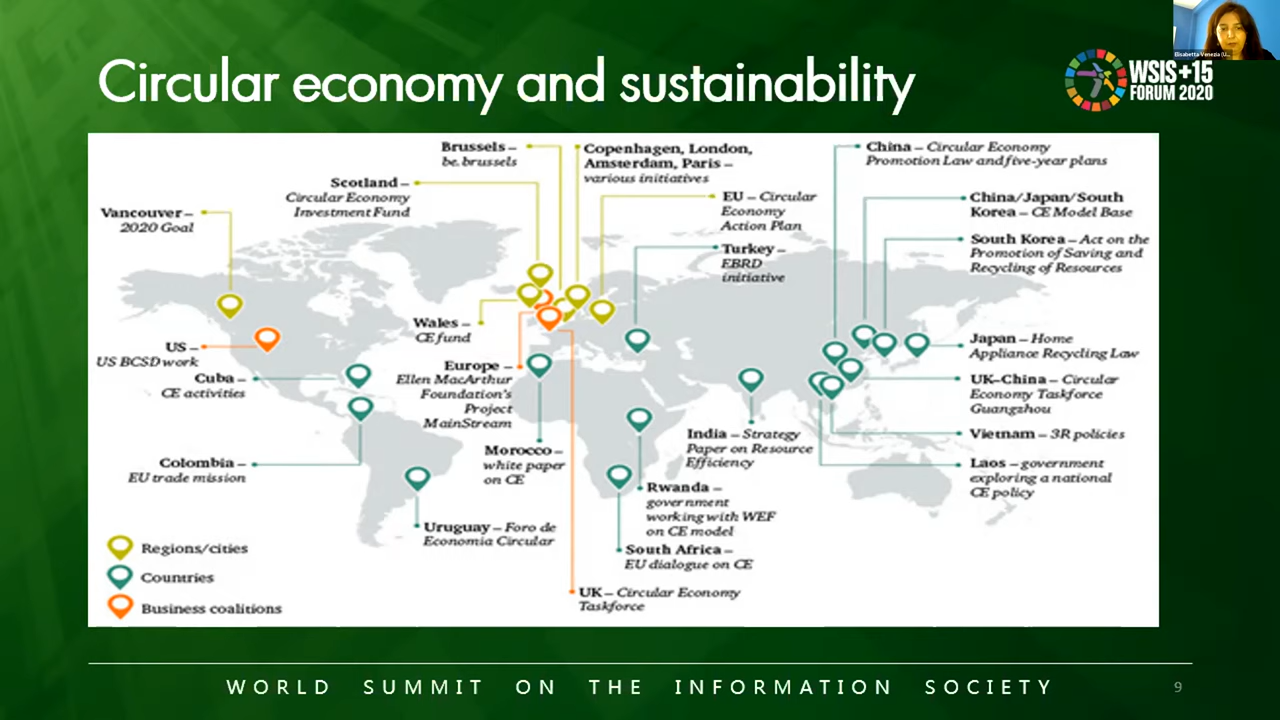 Circular economy and sustainability
WSIS+15
FORUM 2020
Elisabetta Venezia (U...
Brussels –
be.brussels
Copenhagen, London,
Amsterdam, Paris –
various initiatives
China – Circular Economy
Promotion Law and five-year plans
Scotland –
Circular Economy
Investment Fund
Vancouver –
2020 Goal
EU – Circular
Economy
Action Plan
China/Japan/South
Korea – CE Model Base
Turkey –
EBRD
initiative
South Korea – Act on the
Promotion of Saving and
Recycling of Resources
Wales –
CE fund
US –
US BCSD work
Japan – Home
Appliance Recycling Law
Cuba –
CE activities
Europe –
Ellen MacArthur
Foundation's
Project
MainStream
UK–China – Circular
Economy Taskforce
Guangzhou
Morocco –
white paper
on CE
India – Strategy
Paper on Resource
Efficiency
Vietnam – 3R policies
Colombia –
EU trade mission
Laos – government
exploring a national
CE policy
Rwanda –
government
working with WEF
on CE model
Uruguay – Foro de
Economia Circular
South Africa –
EU dialogue on CE
UK – Circular Economy
Taskforce
Regions/cities
Countries
Business coalitions
WORLD SUMMIT ON THE INFORMATION SOCIETY
9